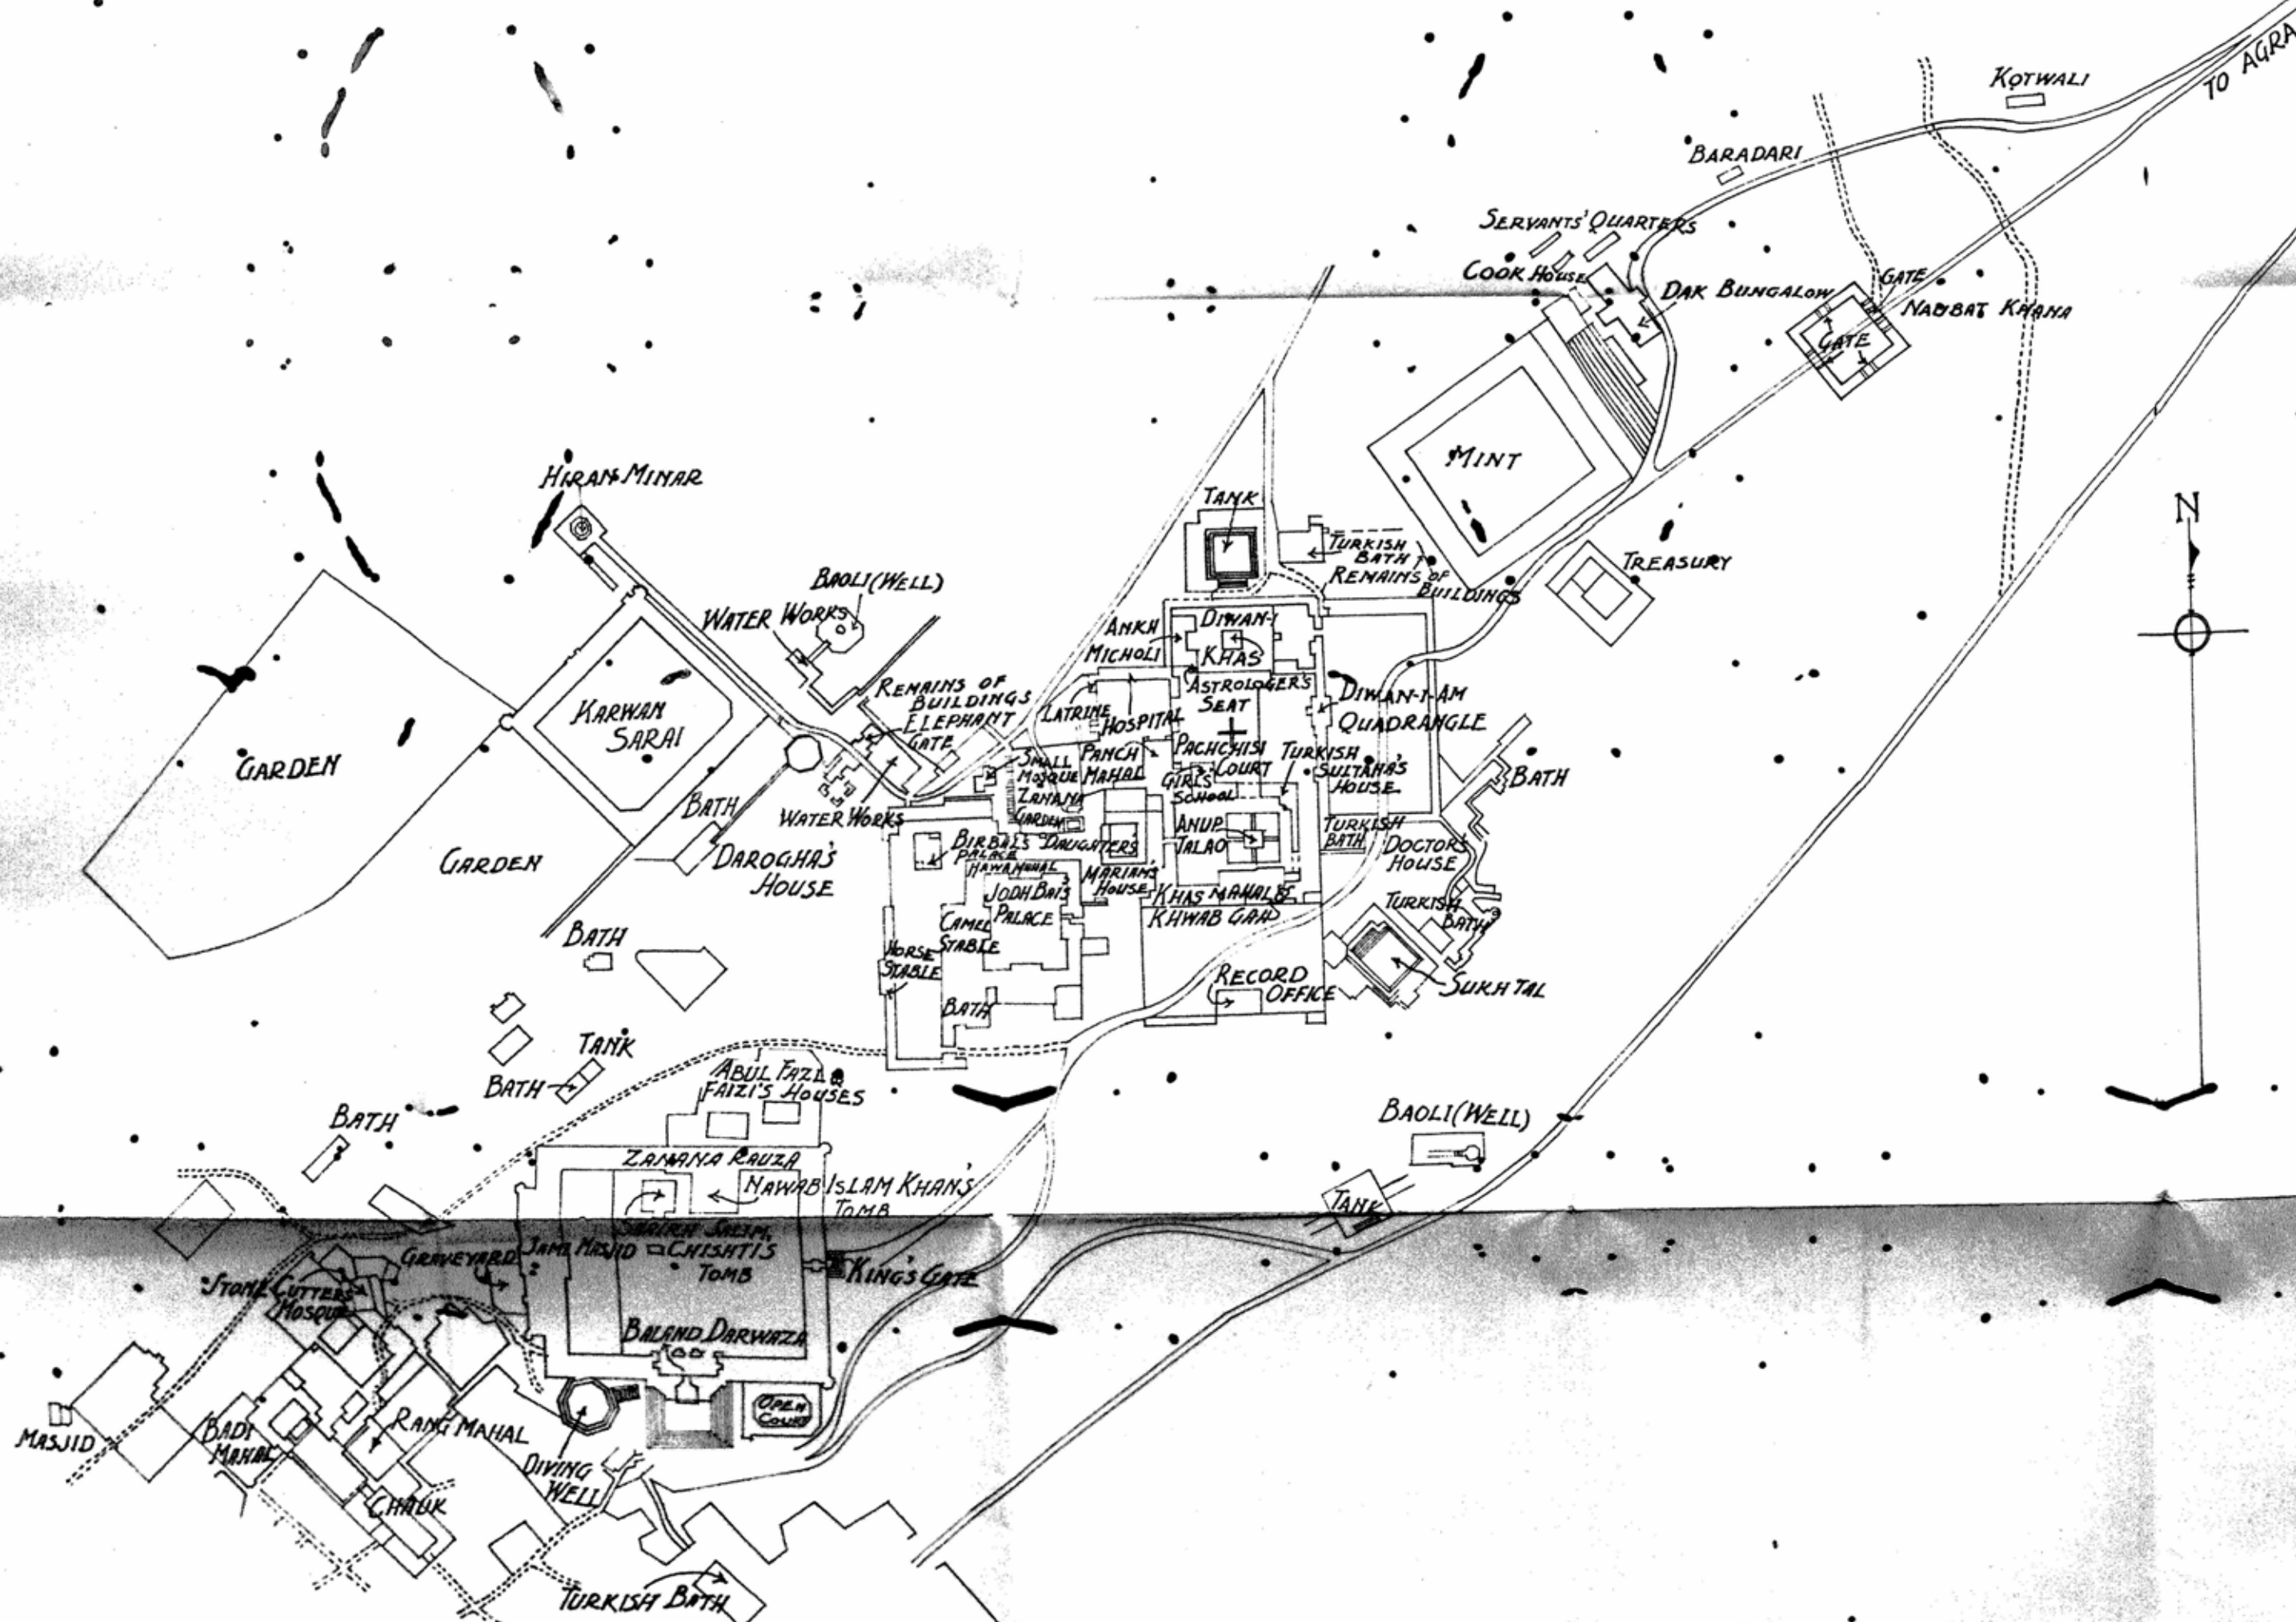 TO AGRA
KOTWALI
BARADARI
SERVANTS' QUARTERS
COOK HOUSE
DAK BUNGALOW
GATE
NAUBAT KHANA
GATE
MINT
N
HIRAN MINAR
TANK
TURKISH
BATH
REMAINS OF
BUILDINGS
TREASURY
BAOLI (WELL)
WATER WORKS
ANKH
MICHOLI
DIWAN-I
KHAS
ASTROLOGER'S
SEAT
DIWAN-I-AM
QUADRANGLE
REMAINS OF
BUILDINGS
ELEPHANT
GATE
LATRINE
HOSPITAL
KARWAN
SARAI
GARDEN
PANCH
MAHAL
PACHCHISI
COURT
GIRLS'
SCHOOL
TURKISH
SULTANA'S
HOUSE
BATH
SMALL
MOSQUE
ZANANA
GARDEN
BATH
WATER WORKS
ANUP
TALAO
TURKISH
BATH
DOCTOR'S
HOUSE
GARDEN
DAROGHA'S
HOUSE
BIRBAL'S
PALACE
DAUGHTER'S
HAWA MAHAL
MARIAM'S
HOUSE
JODH BAI'S
PALACE
KHAS MAHAL &
KHWAB GAH
TURKISH
BATH
CAMEL
STABLE
HORSE
STABLE
BATH
RECORD
OFFICE
SUKH TAL
BATH
TANK
BATH
ABUL FAZL &
FAIZI'S HOUSES
BATH
BAOLI (WELL)
TANK
ZANANA RAUZA
NAWAB ISLAM KHAN'S
TOMB
SHAIKH SALIM
CHISHTI'S
TOMB
JAMI MASJID
GRAVEYARD
KING'S GATE
STONE CUTTERS'
MOSQUE
BALAND DARWAZA
OPEN
COURT
MASJID
BADI
MAHAL
RANG MAHAL
DIVING
WELL
CHAUK
TURKISH BATH